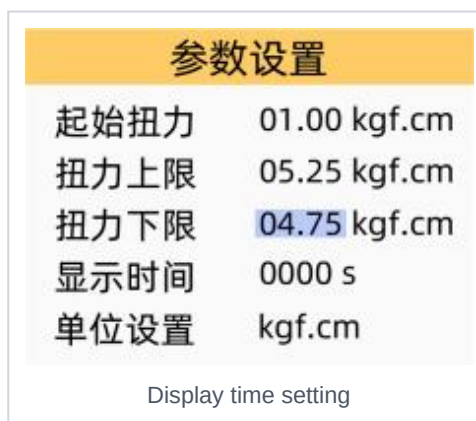 参数设置
起始扭力 01.00 kgf.cm
扭力上限 05.25 kgf.cm
扭力下限 04.75 kgf.cm
显示时间 0000 s
单位设置 kgf.cm
Display time setting